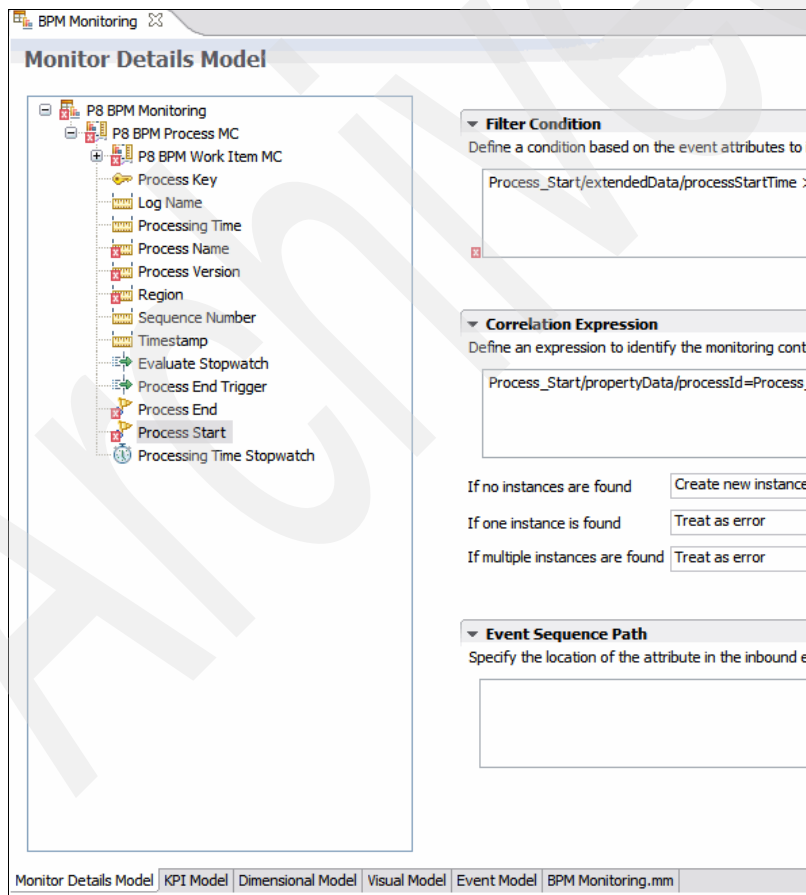 BPM Monitoring
Monitor Details Model
P8 BPM Monitoring
P8 BPM Process MC
P8 BPM Work Item MC
Process Key
Log Name
Processing Time
Process Name
Process Version
Region
Sequence Number
Timestamp
Evaluate Stopwatch
Process End Trigger
Process End
Process Start
Processing Time Stopwatch
Filter Condition
Define a condition based on the event attributes to
Process_Start/extendedData/processStartTime >
Correlation Expression
Define an expression to identify the monitoring cont
Process_Start/propertyData/processId=Process_
If no instances are found Create new instance
If one instance is found Treat as error
If multiple instances are found Treat as error
Event Sequence Path
Specify the location of the attribute in the inbound e
Monitor Details Model KPI Model Dimensional Model Visual Model Event Model BPM Monitoring.mm